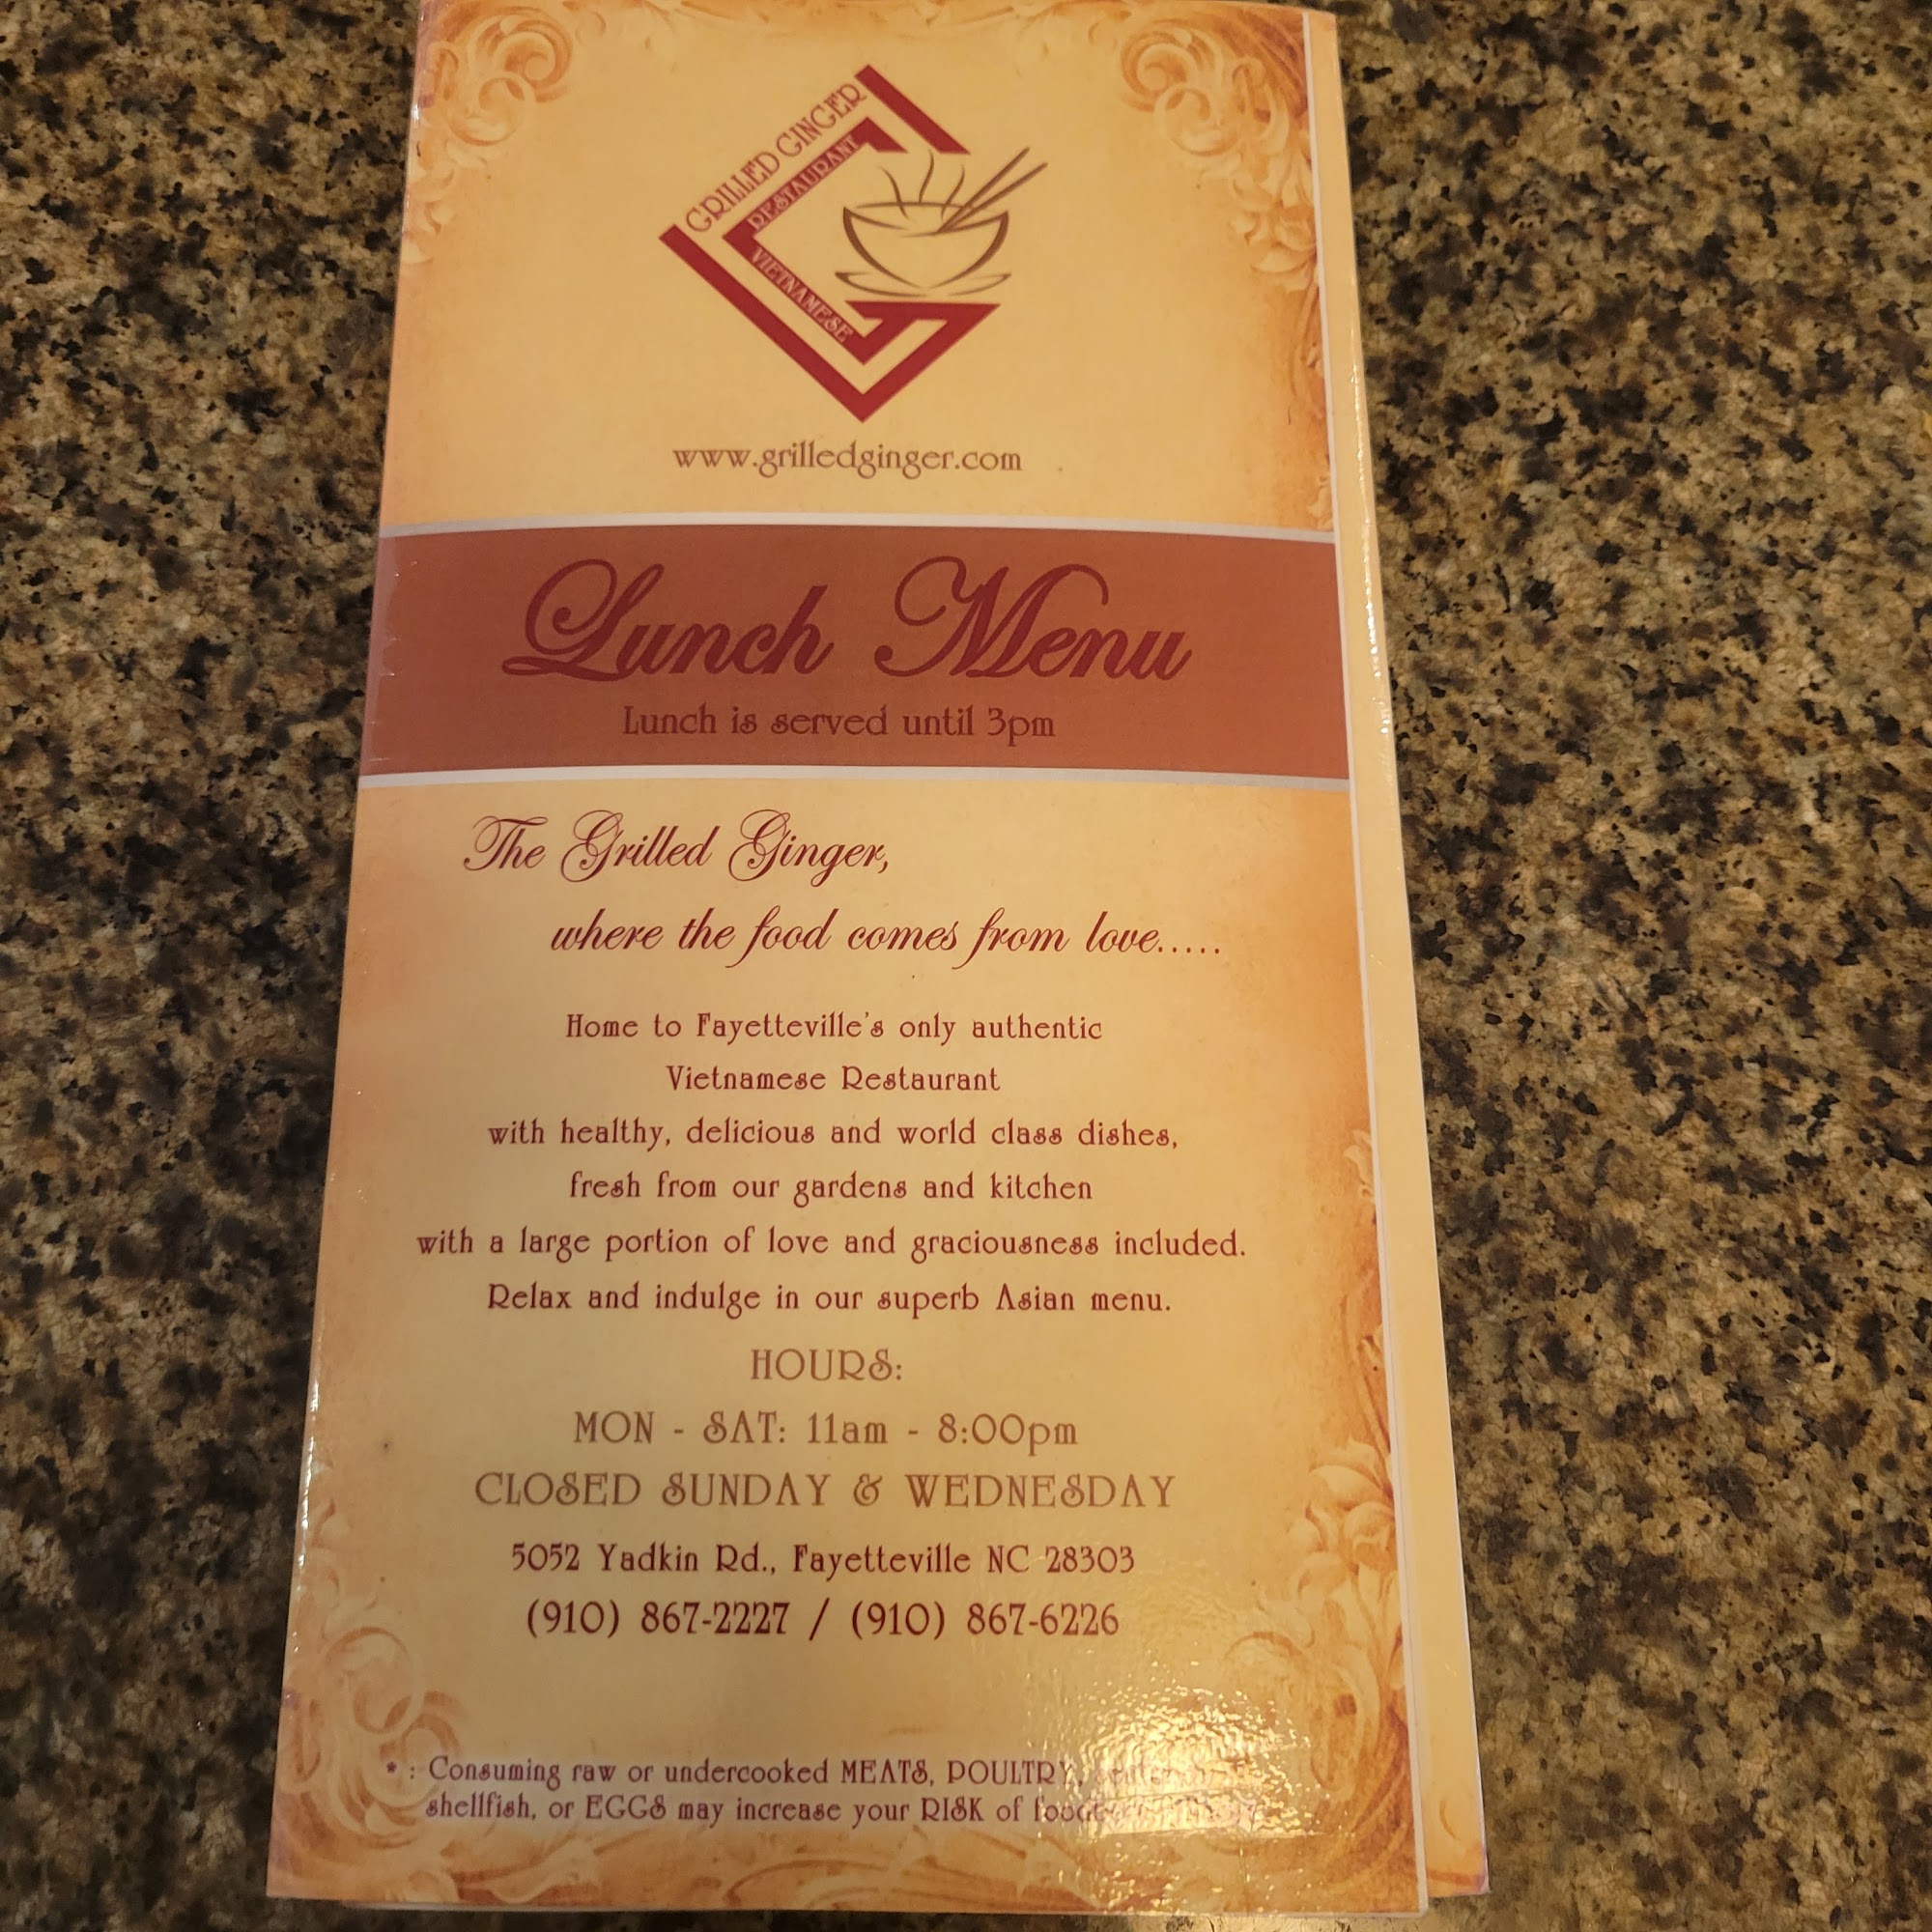 GRILLED GINGER
RESTAURANT
VIETNAMESE
www.grilledginger.com
Lunch Menu
Lunch is served until 3pm
The Grilled Ginger,
where the food comes from love.....
Home to Fayetteville's only authentic
Vietnamese Restaurant
with healthy, delicious and world class dishes,
fresh from our gardens and kitchen
with a large portion of love and graciousness included.
Relax and indulge in our superb Asian menu.
HOURS:
MON - SAT: 11am - 8:00pm
CLOSED SUNDAY & WEDNESDAY
5052 Yadkin Rd., Fayetteville NC 28303
(910) 867-2227 / (910) 867-6226
* : Consuming raw or undercooked MEATS, POULTRY,
shellfish, or EGGS may increase your RISK of